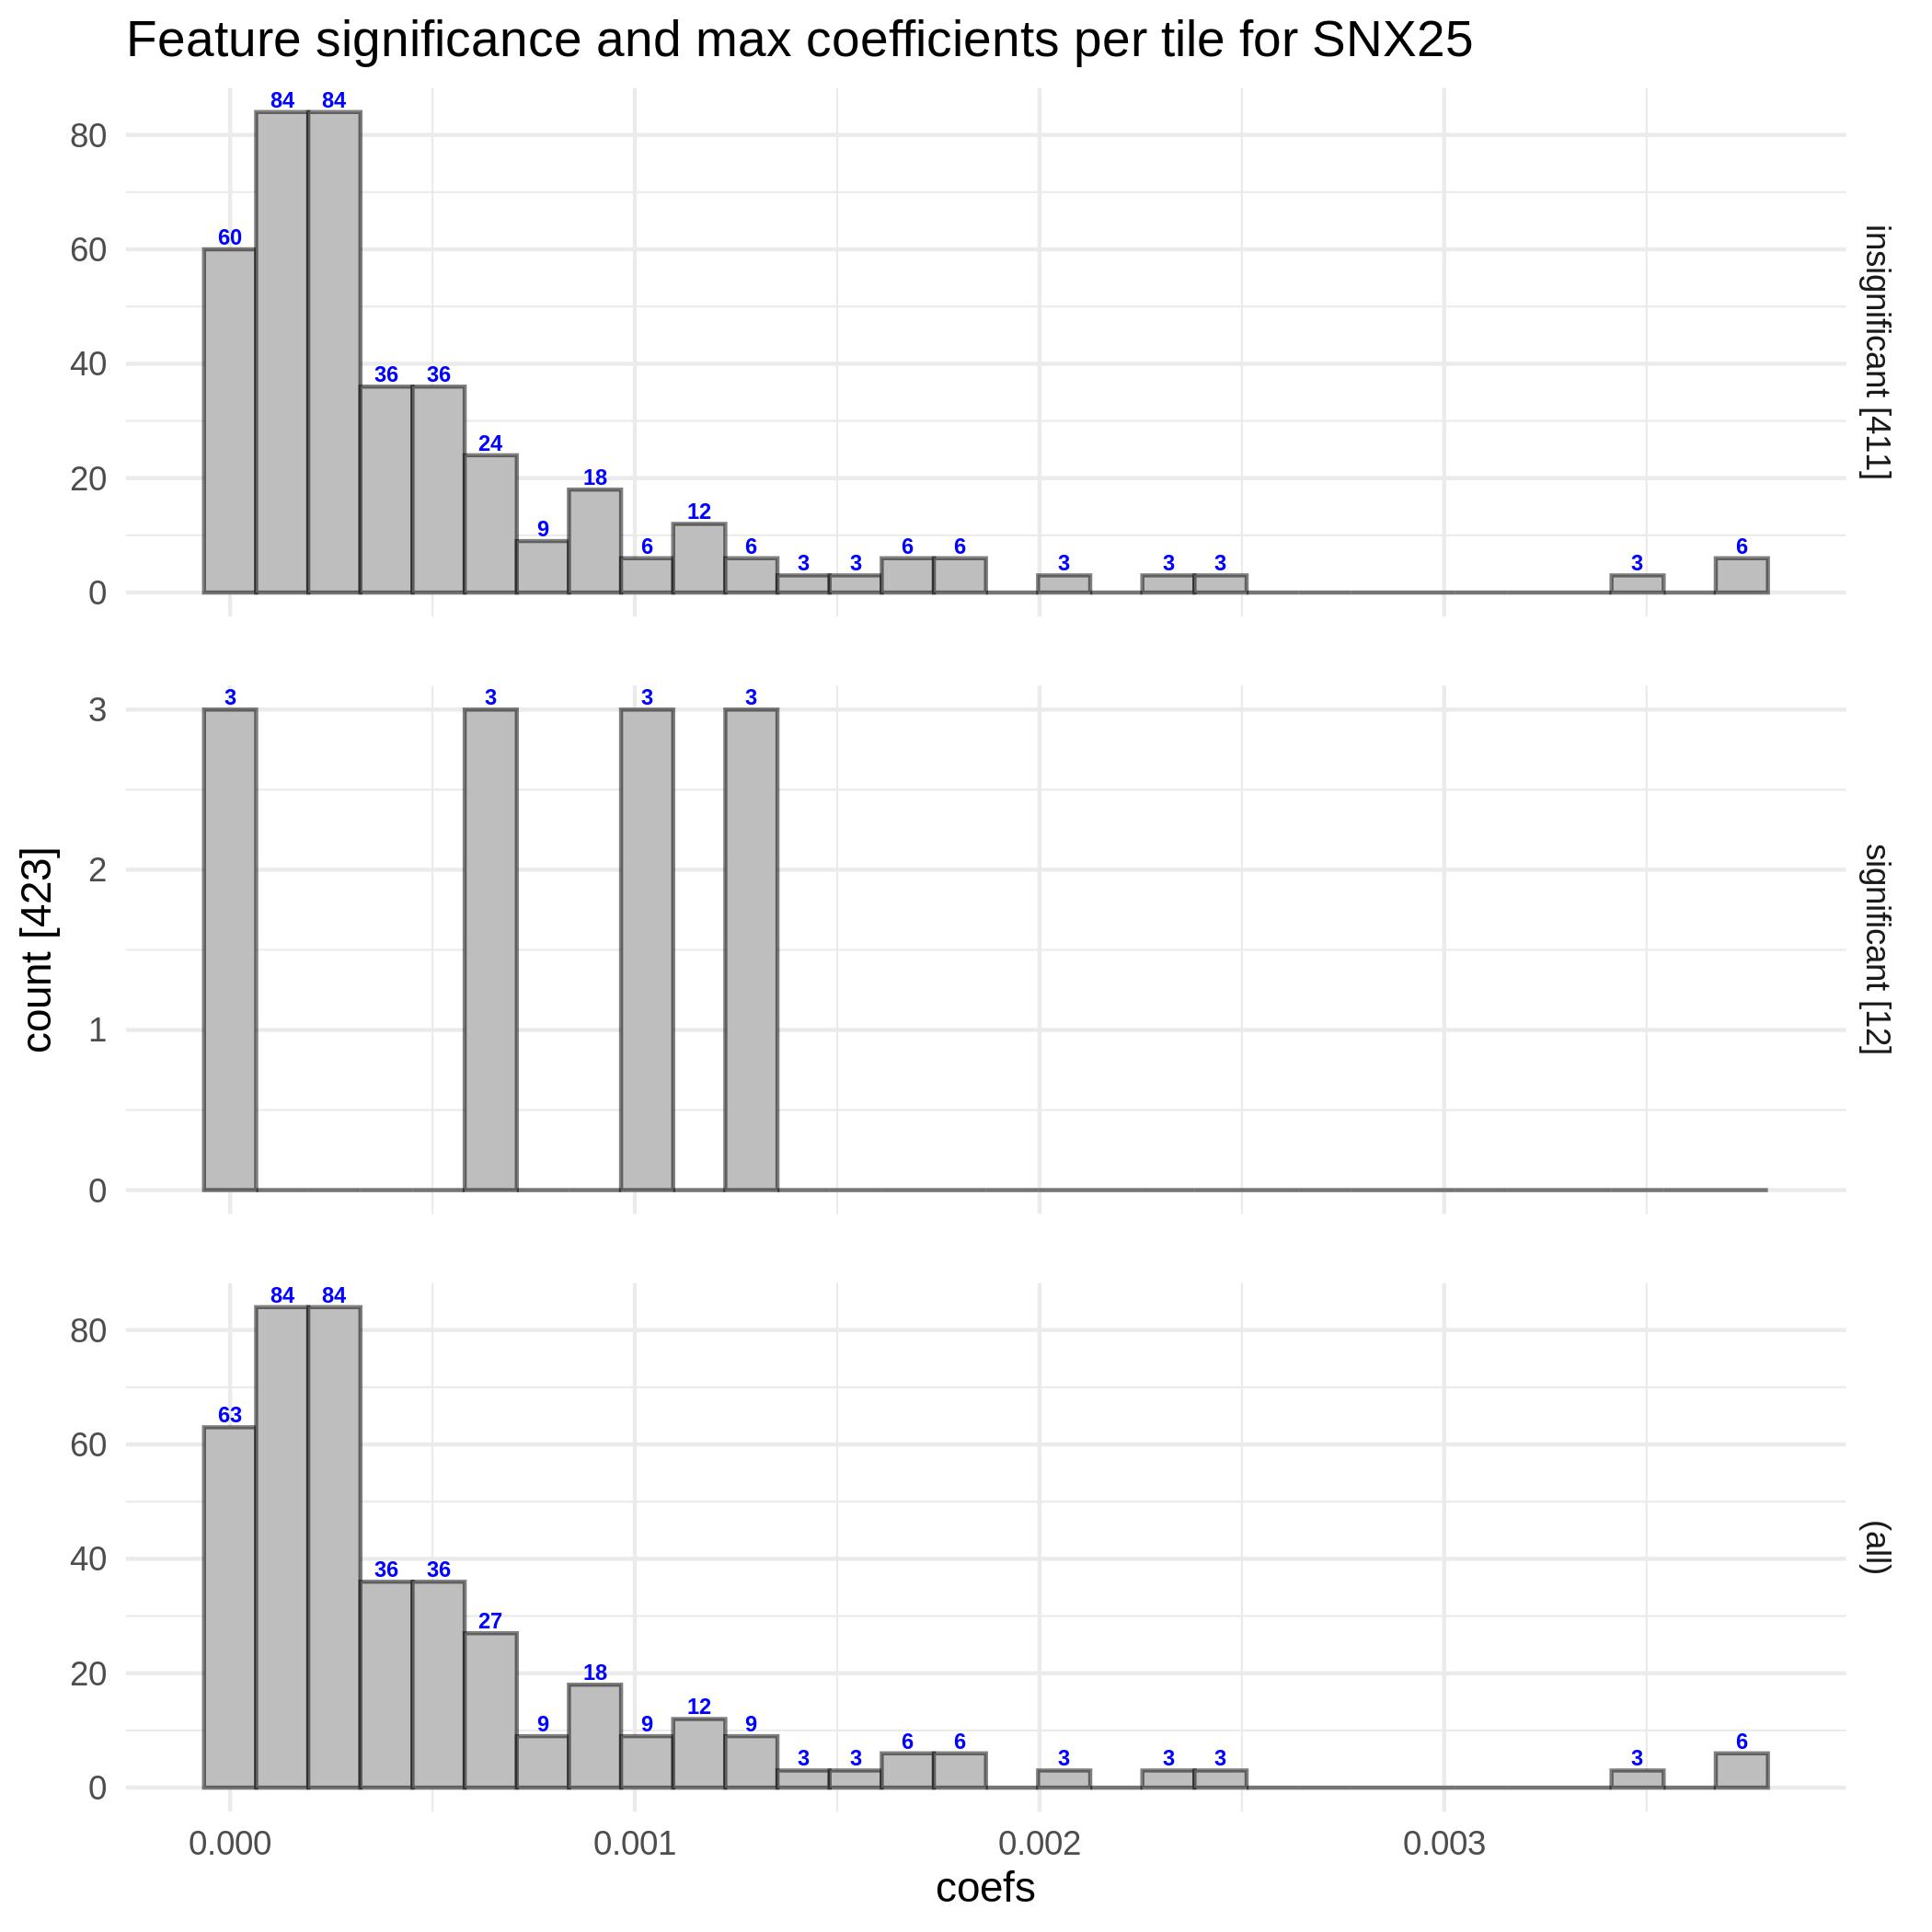 Feature significance and max coefficients per tile for SNX25
84 84
80
60
60
insignificant [411]
40
36 36
24
20
18
12
9
6 6 6 6 6
3 3 3 3 3 3
0
3 3 3 3
3
2
count [423]
significant [12]
1
0
84 84
80
63
60
(all)
40
36 36
27
20
18
12
9 9 9
6 6 6
3 3 3 3 3 3
0
0.000 0.001 0.002 0.003
coefs